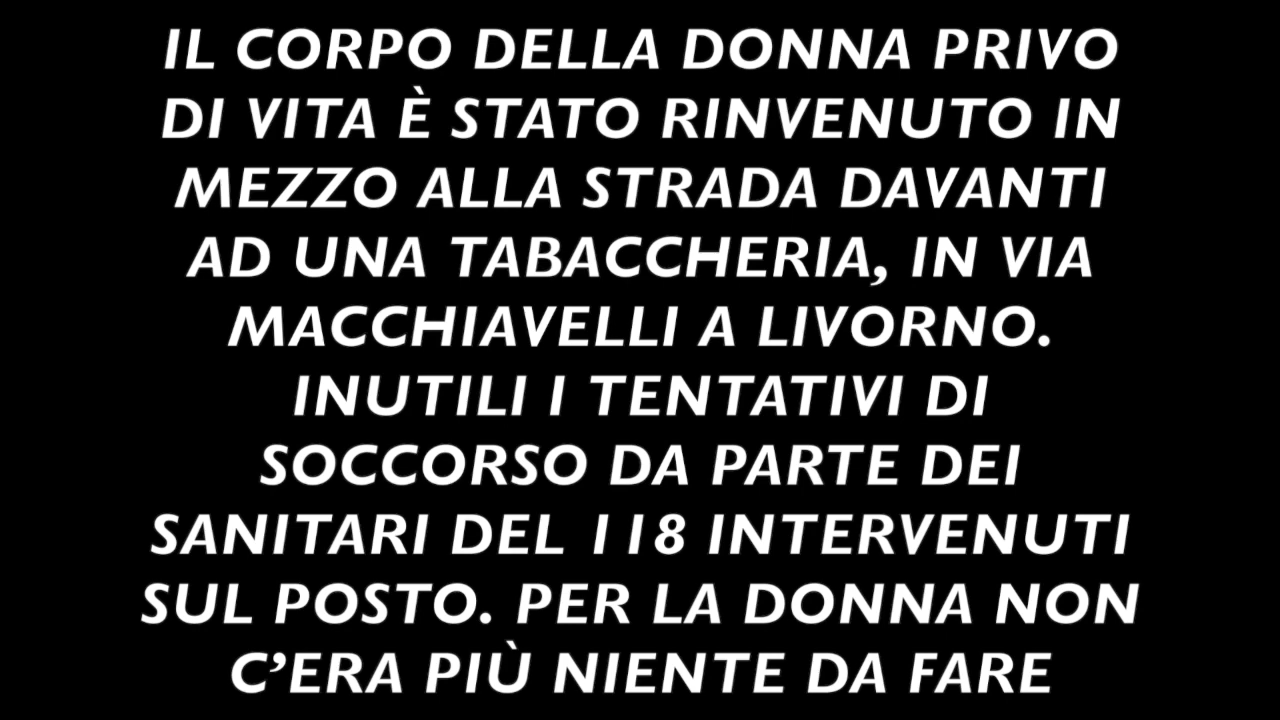 IL CORPO DELLA DONNA PRIVO
DI VITA È STATO RINVENUTO IN
MEZZO ALLA STRADA DAVANTI
AD UNA TABACCHERIA, IN VIA
MACCHIAVELLI A LIVORNO.
INUTILI I TENTATIVI DI
SOCCORSO DA PARTE DEI
SANITARI DEL 118 INTERVENUTI
SUL POSTO. PER LA DONNA NON
C’ERA PIÙ NIENTE DA FARE